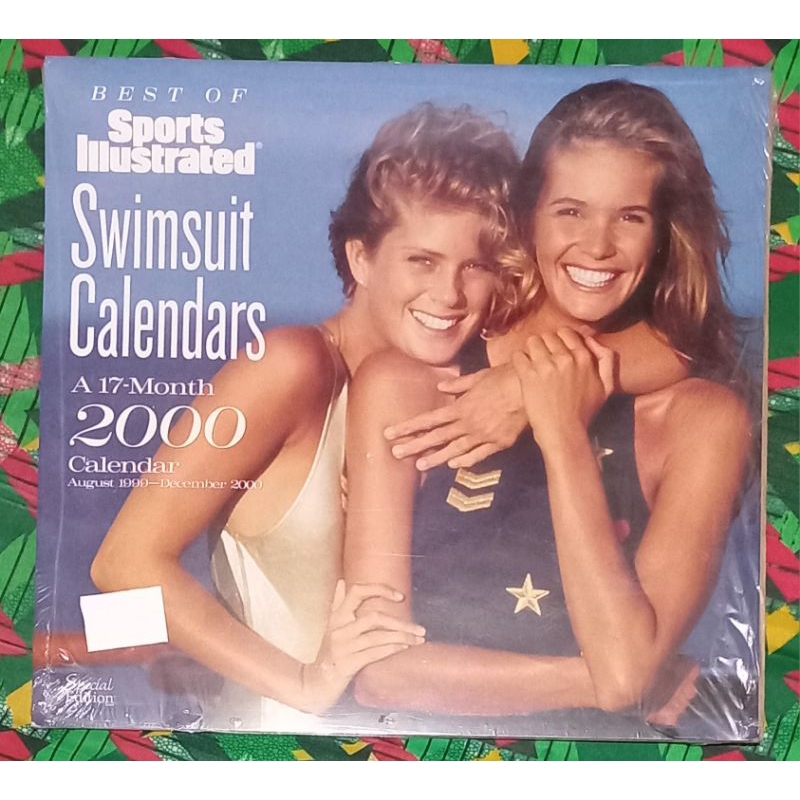 BEST OF
Sports
Illustrated®
Swimsuit
Calendars
A 17-Month
2000
Calendar
August 1999—December 2000
Special
Edition